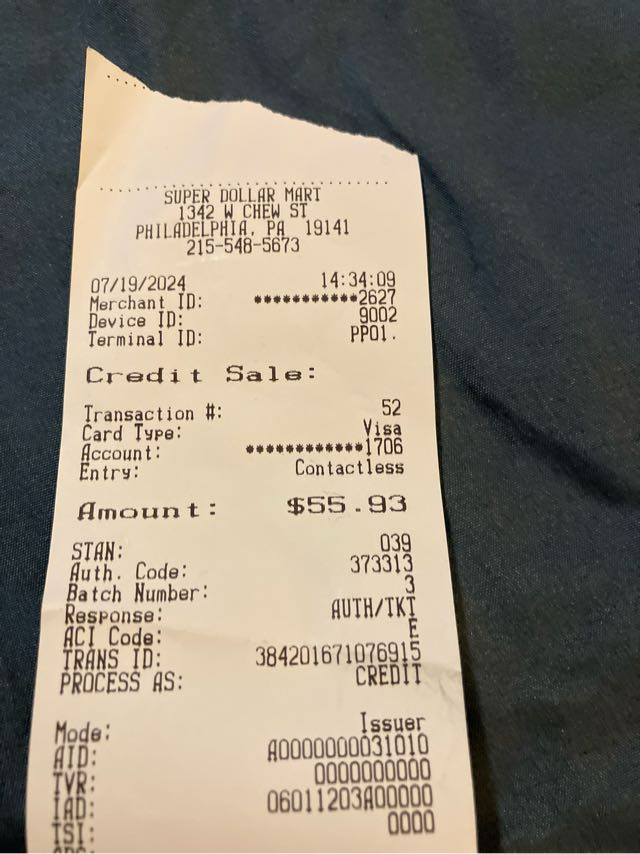 SUPER DOLLAR MART
1342 W CHEW ST
PHILADELPHIA, PA 19141
215-548-5673
07/19/2024 14:34:09
Merchant ID: ***********2627
Device ID: 9002
Terminal ID: PP01.
Credit Sale:
Transaction #: 52
Card Type: Visa
Account: ************1706
Entry: Contactless
Amount: $55.93
STAN: 039
Auth. Code: 373313
Batch Number: 3
Response: AUTH/TKT
ACI Code: E
TRANS ID: 384201671076915
PROCESS AS: CREDIT
Mode: Issuer
AID: A0000000031010
TVR: 0000000000
IAD: 06011203A00000
TSI: 0000